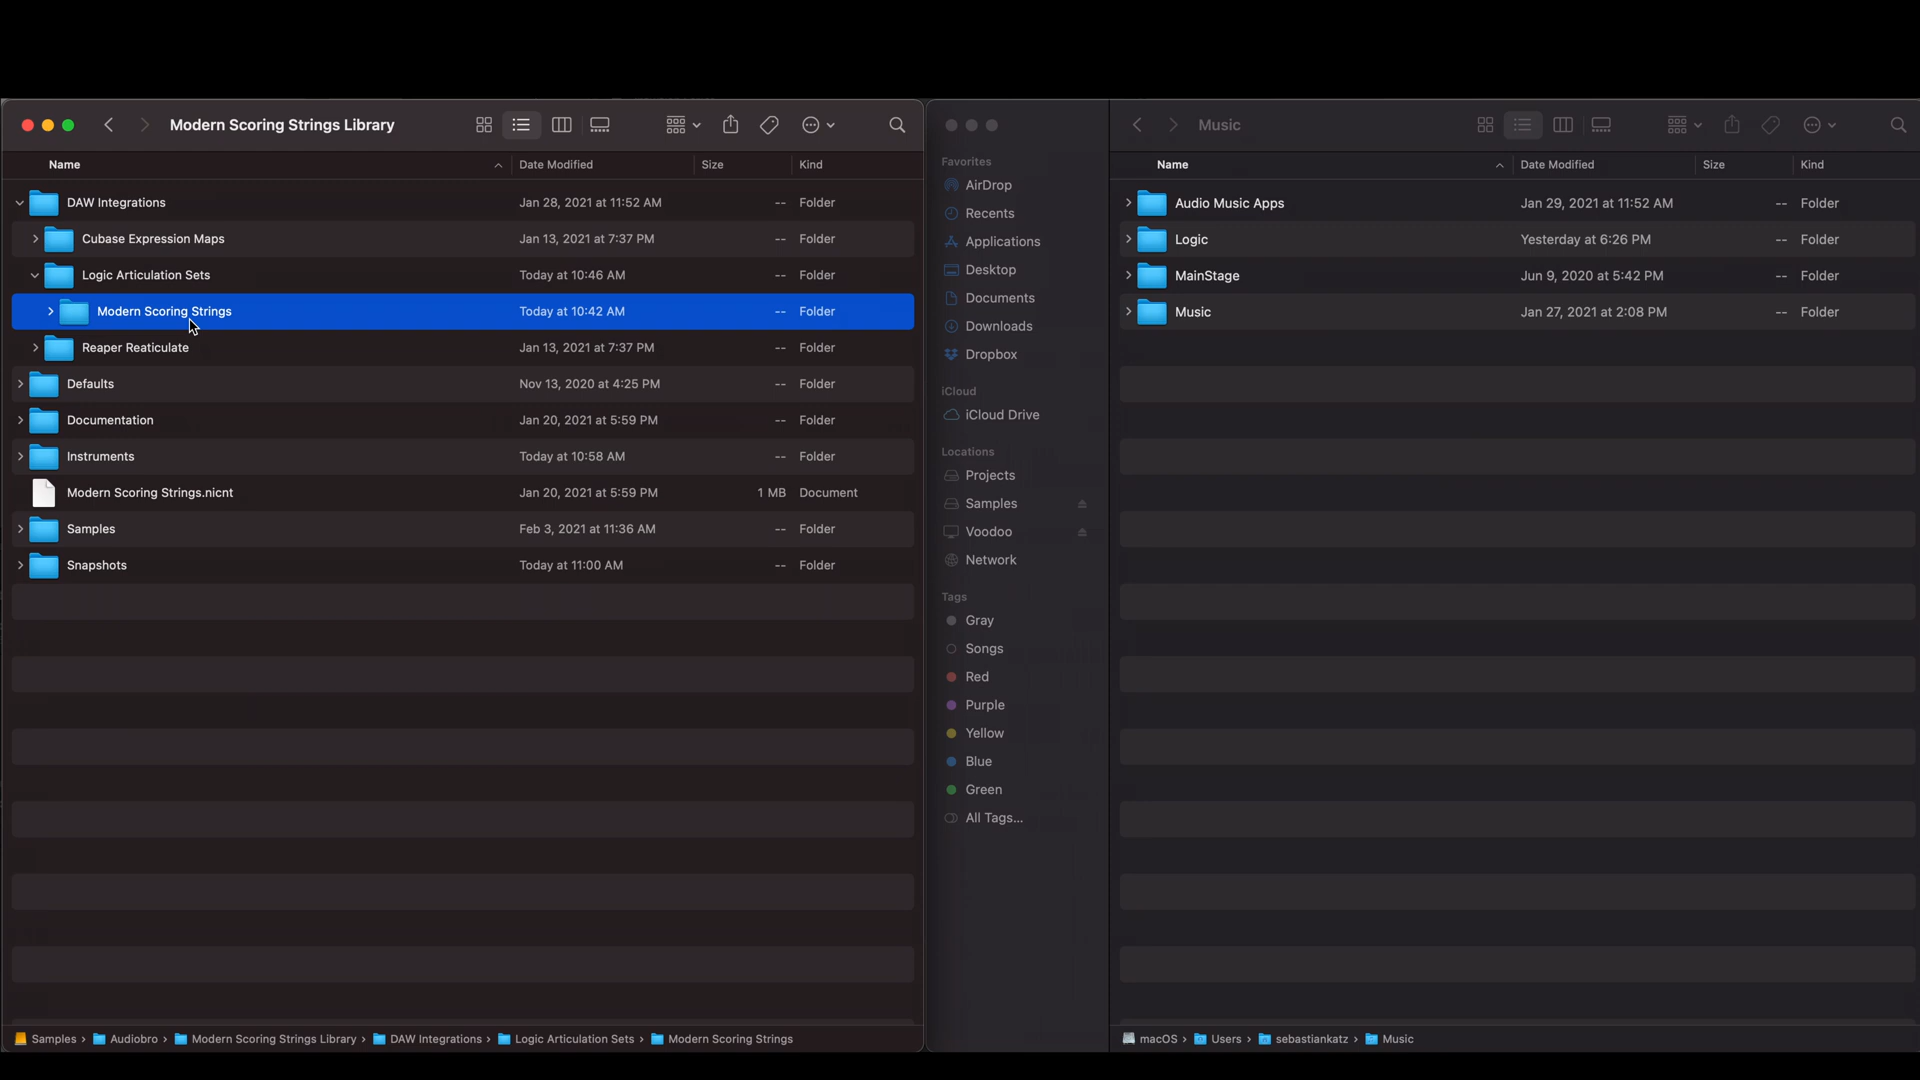 Modern Scoring Strings Library
Name Date Modified Size Kind
DAW Integrations Jan 28, 2021 at 11:52 AM -- Folder
Cubase Expression Maps Jan 13, 2021 at 7:37 PM -- Folder
Logic Articulation Sets Today at 10:46 AM -- Folder
Modern Scoring Strings Today at 10:42 AM -- Folder
Reaper Reaticulate Jan 13, 2021 at 7:37 PM -- Folder
Defaults Nov 13, 2020 at 4:25 PM -- Folder
Documentation Jan 20, 2021 at 5:59 PM -- Folder
Instruments Today at 10:58 AM -- Folder
Modern Scoring Strings.nicnt Jan 20, 2021 at 5:59 PM 1 MB Document
Samples Feb 3, 2021 at 11:36 AM -- Folder
Snapshots Today at 11:00 AM -- Folder
Samples › Audiobro › Modern Scoring Strings Library › DAW Integrations › Logic Articulation Sets › Modern Scoring Strings
Favorites
AirDrop
Recents
Applications
Desktop
Documents
Downloads
Dropbox
iCloud
iCloud Drive
Locations
Projects
Samples
Voodoo
Network
Tags
Gray
Songs
Red
Purple
Yellow
Blue
Green
All Tags...
Music
Name Date Modified Size Kind
Audio Music Apps Jan 29, 2021 at 11:52 AM -- Folder
Logic Yesterday at 6:26 PM -- Folder
MainStage Jun 9, 2020 at 5:42 PM -- Folder
Music Jan 27, 2021 at 2:08 PM -- Folder
macOS › Users › sebastiankatz › Music